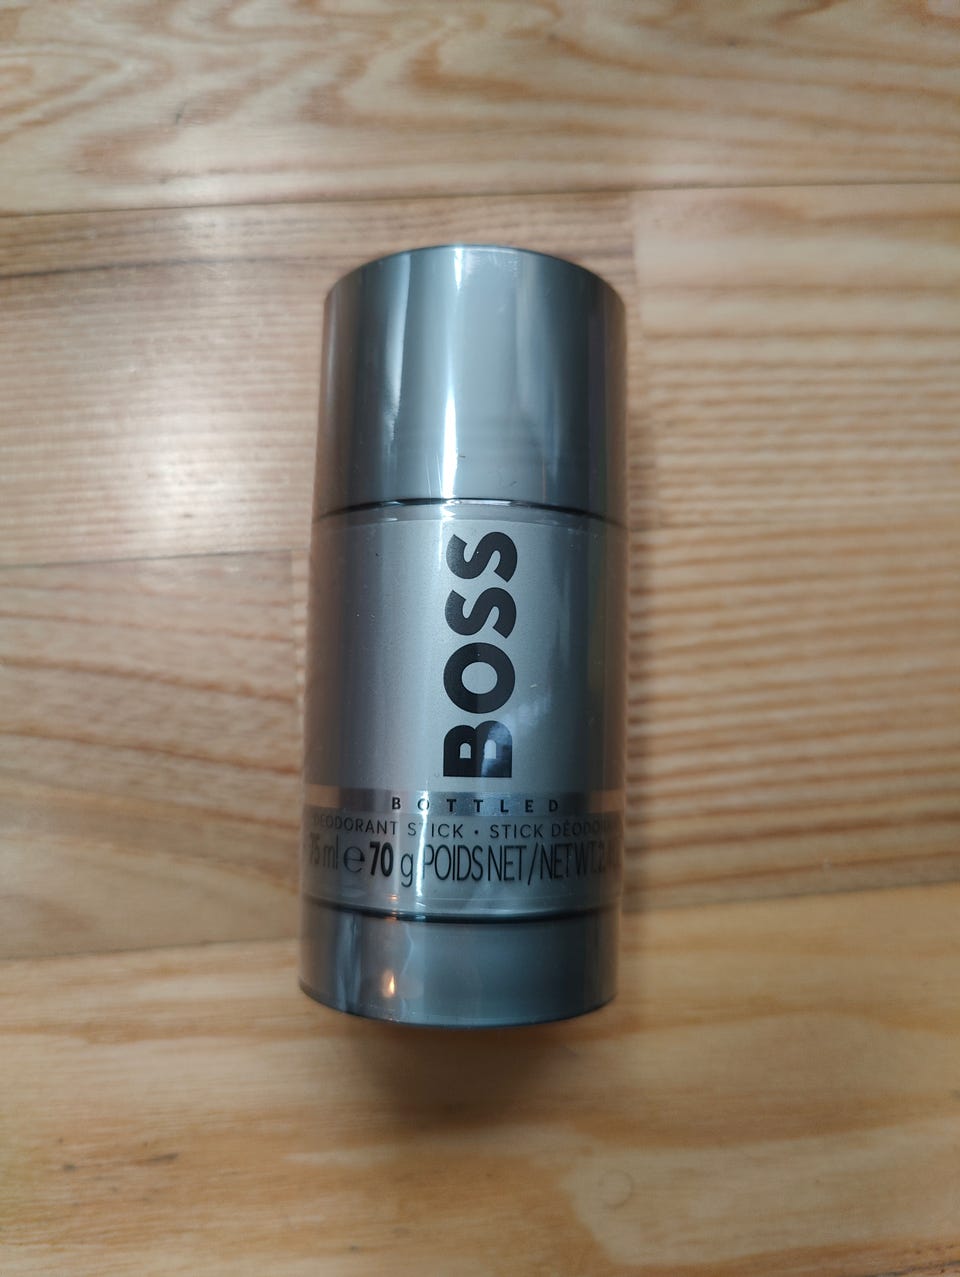 BOSS
BOTTLED
DEODORANT STICK • STICK
75 ml e 70 g POIDS NET/NET WT.